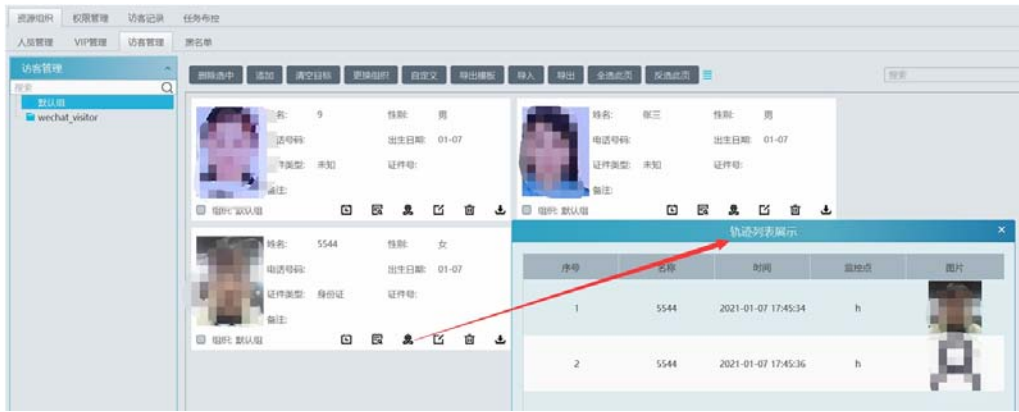 资源组织 权限管理 访客记录 任务布控
人员管理 VIP管理 访客管理 黑名单
访客管理
搜索
默认组
wechat_visitor
删除选中 添加 清空目标 更换组织 自定义 导出模板 导入 导出 全选此页 反选此页
搜索
名: 9 性别: 男
话号码: 出生日期: 01-07
件类型: 未知 证件号:
备注:
组织: 默认组
姓名: 张三 性别: 男
电话号码: 出生日期: 01-07
证件类型: 未知 证件号:
备注:
组织: 默认组
姓名: 5544 性别: 女
电话号码: 出生日期: 01-07
证件类型: 身份证 证件号:
备注:
组织: 默认组
轨迹列表展示
序号 名称 时间 监控点 图片
1 5544 2021-01-07 17:45:34 h
2 5544 2021-01-07 17:45:36 h